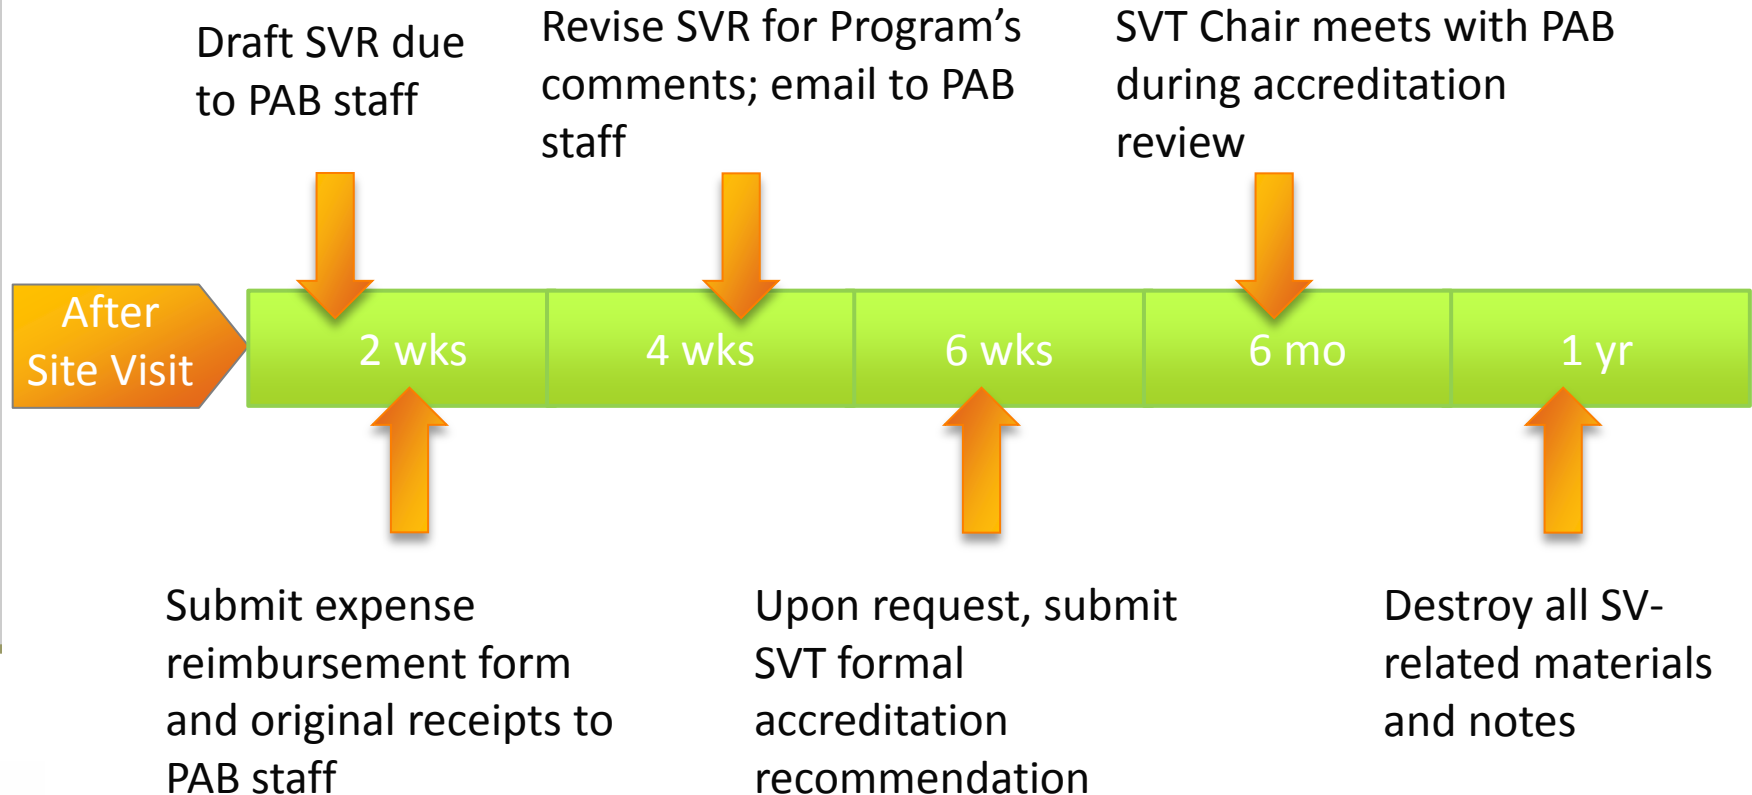 Draft SVR due
to PAB staff
Revise SVR for Program’s
comments; email to PAB
staff
SVT Chair meets with PAB
during accreditation
review
After
Site Visit
2 wks
4 wks
6 wks
6 mo
1 yr
Submit expense
reimbursement form
and original receipts to
PAB staff
Upon request, submit
SVT formal
accreditation
recommendation
Destroy all SV-
related materials
and notes